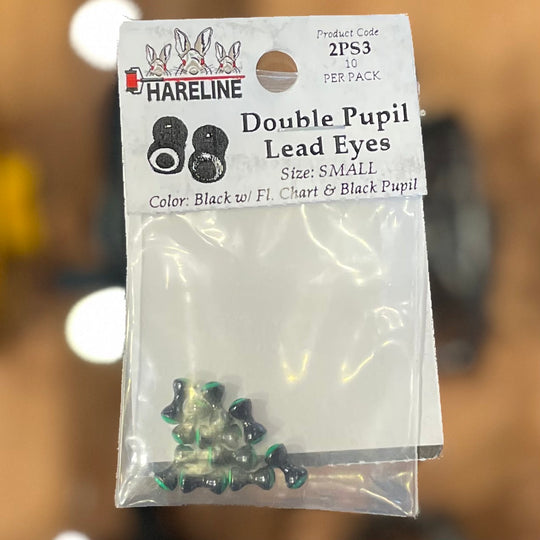 Product Code
2PS3
10
PER PACK
HARELINE
Double Pupil
Lead Eyes
Size: SMALL
Color: Black w/ Fl. Chart & Black Pupil